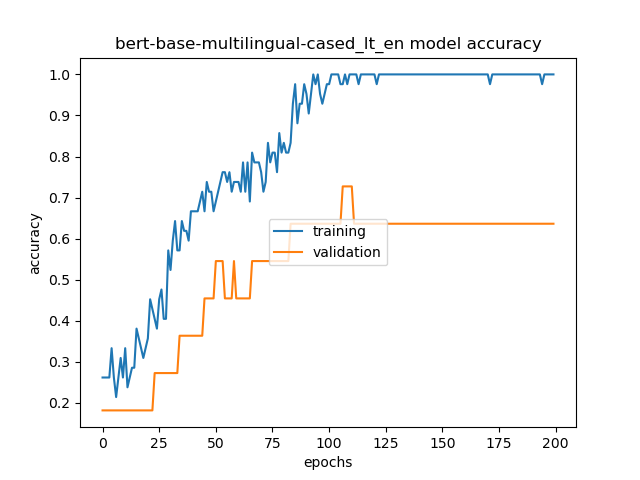 bert-base-multilingual-cased_lt_en model accuracy
1.0
0.9
0.8
0.7
0.6
0.5
0.4
0.3
0.2
accuracy
training
validation
0 25 50 75 100 125 150 175 200
epochs